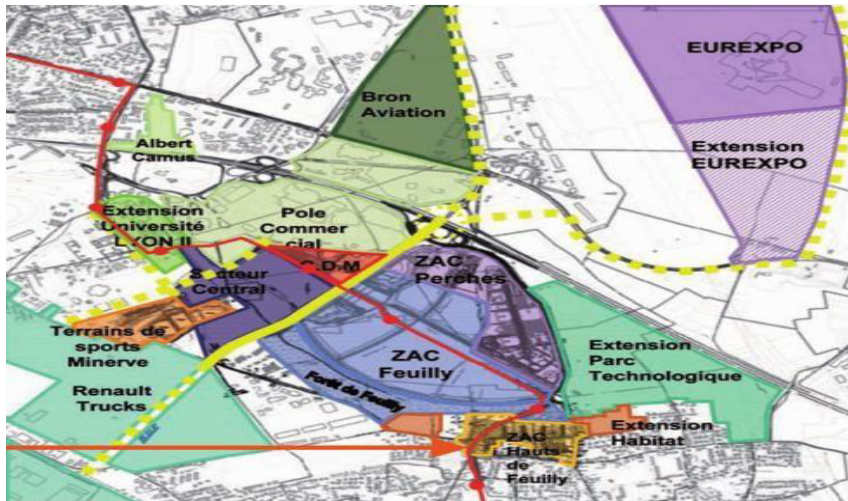 EUREXPO
Bron
Aviation
Albert
Camus
Extension
EUREXPO
Extension
Université
LYON II
Pole
Commer
cial
C.D.M
ZAC
Perches
Secteur
Central
Terrains de
sports
Minerve
ZAC
Feuilly
Extension
Parc
Technologique
Renault
Trucks
Forêt de Feuilly
ZAC
Hauts
de
Feuilly
Extension
Habitat